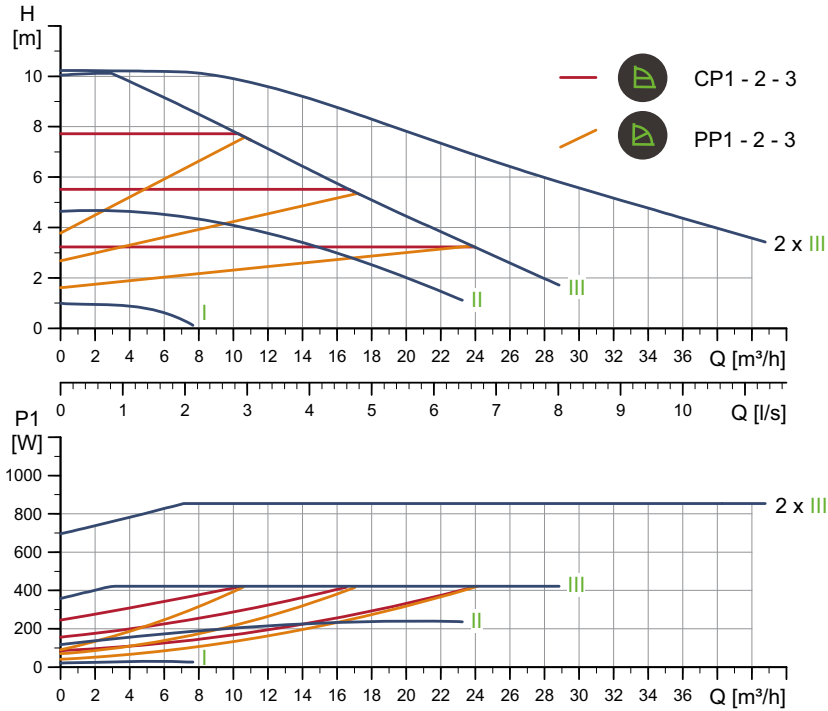 H
[m]
10
8
6
4
2
0
CP1 - 2 - 3
PP1 - 2 - 3
2 x III
III
II
I
0 2 4 6 8 10 12 14 16 18 20 22 24 26 28 30 32 34 36 Q [m³/h]
0 1 2 3 4 5 6 7 8 9 10 Q [l/s]
P1
[W]
1000
800
600
400
200
0
2 x III
III
II
I
0 2 4 6 8 10 12 14 16 18 20 22 24 26 28 30 32 34 36 Q [m³/h]